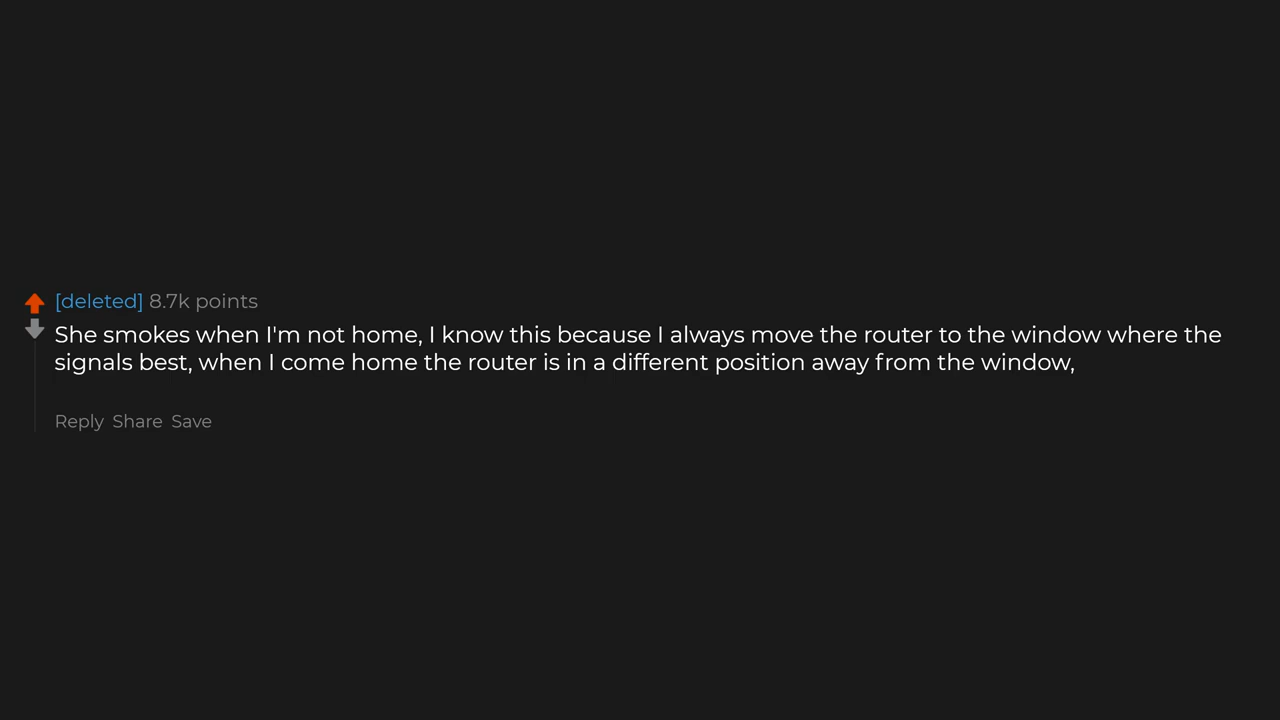 [deleted] 8.7k points
She smokes when I'm not home, I know this because I always move the router to the window where the
signals best, when I come home the router is in a different position away from the window,
Reply Share Save